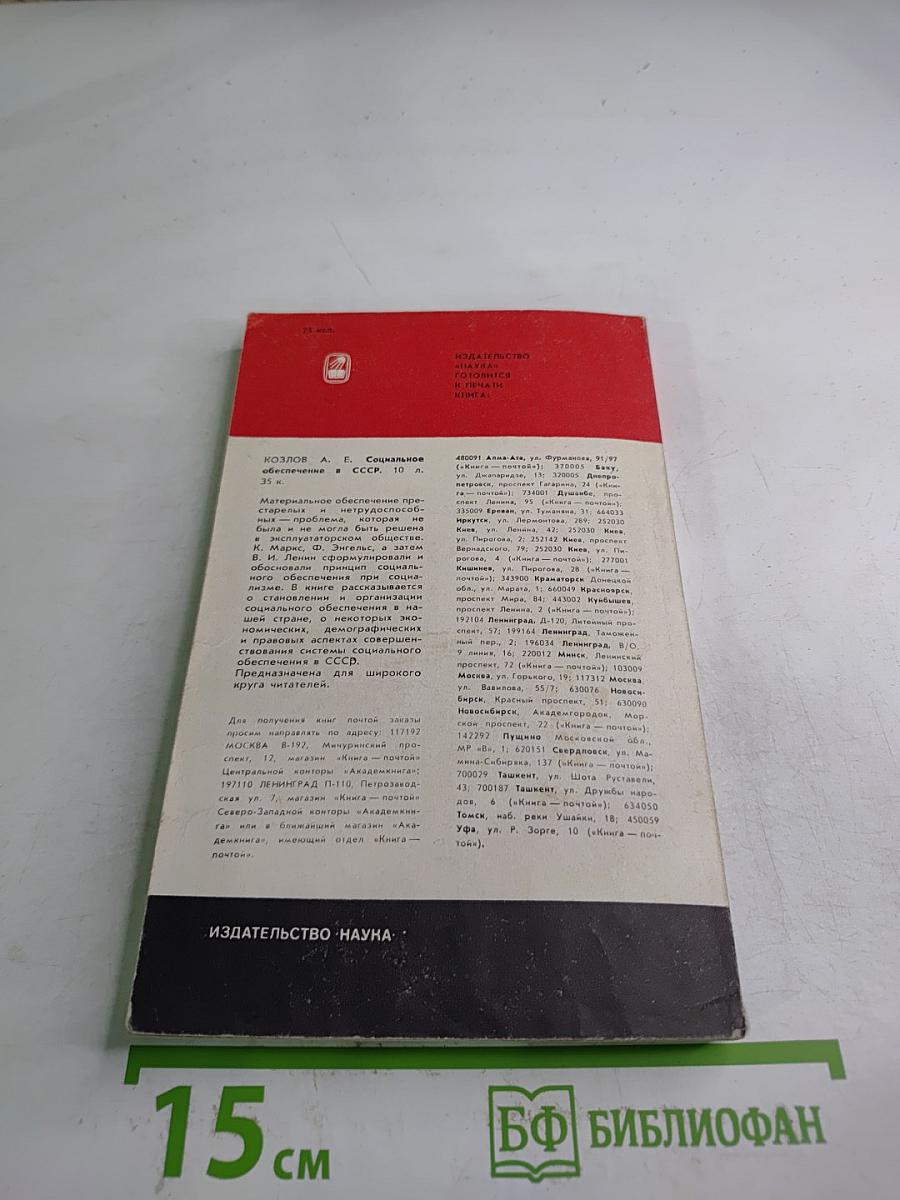 75 коп.
ИЗДАТЕЛЬСТВО
«НАУКА»
ГОТОВИТСЯ
К ПЕЧАТИ
КНИГА:
КОЗЛОВ А. Е. Социальное
обеспечение в СССР. 10 л.
35 к.
Материальное обеспечение пре-
старелых и нетрудоспособ-
ных — проблема, которая не
была и не могла быть решена
в эксплуататорском обществе.
К. Маркс, Ф. Энгельс, а затем
В. И. Ленин сформулировали и
обосновали принцип социаль-
ного обеспечения при социа-
лизме. В книге рассказывается
о становлении и организации
социального обеспечения в на-
шей стране, о некоторых эко-
номических, демографических
и правовых аспектах совершен-
ствования системы социального
обеспечения в СССР.
Предназначена для широкого
круга читателей.
Для получения книг почтой заказы
просим направлять по адресу: 117192
МОСКВА В-192, Мичуринский про-
спект, 12, магазин «Книга — почтой»
Центральной конторы «Академкнига»;
197110 ЛЕНИНГРАД П-110, Петрозавод-
ская ул. 7, магазин «Книга — почтой»
Северо-Западной конторы «Академкни-
га» или в ближайший магазин «Ака-
демкнига», имеющий отдел «Книга —
почтой».
480091 Алма-Ата, ул. Фурманова, 91/97
(«Книга — почтой»); 370005 Баку,
ул. Джапаридзе, 13; 320005 Днепро-
петровск, проспект Гагарина, 24 («Кни-
га — почтой»); 734001 Душанбе, про-
спект Ленина, 95 («Книга — почтой»);
335009 Ереван, ул. Туманяна, 31; 664033
Иркутск, ул. Лермонтова, 289; 252030
Киев, ул. Ленина, 42; 252030 Киев,
ул. Пирогова, 2; 252142 Киев, проспект
Вернадского, 79; 252030 Киев, ул. Пи-
рогова, 4 («Книга — почтой»); 277001
Кишинев, ул. Пирогова, 28 («Книга —
почтой»); 343900 Краматорск Донецкой
обл., ул. Марата, 1; 660049 Красноярск,
проспект Мира, 84; 443002 Куйбышев,
проспект Ленина, 2 («Книга — почтой»);
192104 Ленинград, Д-120, Литейный про-
спект, 57; 199164 Ленинград, Таможен-
ный пер., 2; 196034 Ленинград, В/О,
9 линия, 16; 220012 Минск, Ленинский
проспект, 72 («Книга — почтой»); 103009
Москва, ул. Горького, 19; 117312 Москва
ул. Вавилова, 55/7; 630076 Новоси-
бирск, Красный проспект, 51; 630090
Новосибирск, Академгородок, Мор-
ской проспект, 22 («Книга — почтой»);
142292 Пущино Московской обл.,
МР «В», 1; 620151 Свердловск, ул. Ма-
мина-Сибиряка, 137 («Книга — почтой»);
700029 Ташкент, ул. Шота Руставели,
43; 700187 Ташкент, ул. Дружбы наро-
дов, 6 («Книга — почтой»); 634050
Томск, наб. реки Ушайки, 18; 450059
Уфа, ул. Р. Зорге, 10 («Книга — поч-
той»).
ИЗДАТЕЛЬСТВО «НАУКА»
15 см
БФ БИБЛИОФАН